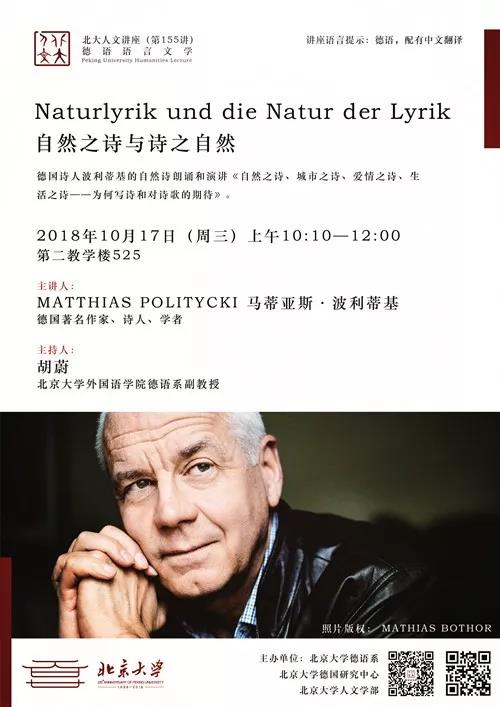 北大人文讲座（第155讲）
德语语言文学
Peking University Humanities Lecture
讲座语言提示：德语，配有中文翻译
Naturlyrik und die Natur der Lyrik
自然之诗与诗之自然
德国诗人波利蒂基的自然诗朗诵和演讲《自然之诗、城市之诗、爱情之诗、生
活之诗——为何写诗和对诗歌的期待》。
2018年10月17日（周三）上午10:10—12:00
第二教学楼525
主讲人：
MATTHIAS POLITYCKI 马蒂亚斯·波利蒂基
德国著名作家、诗人、学者
主持人：
胡蔚
北京大学外国语学院德语系副教授
照片版权： MATHIAS BOTHOR
北京大学
120TH ANNIVERSARY OF PEKING UNIVERSITY
1898-2018
主办单位：北京大学德语系
北京大学德国研究中心
北京大学人文学部